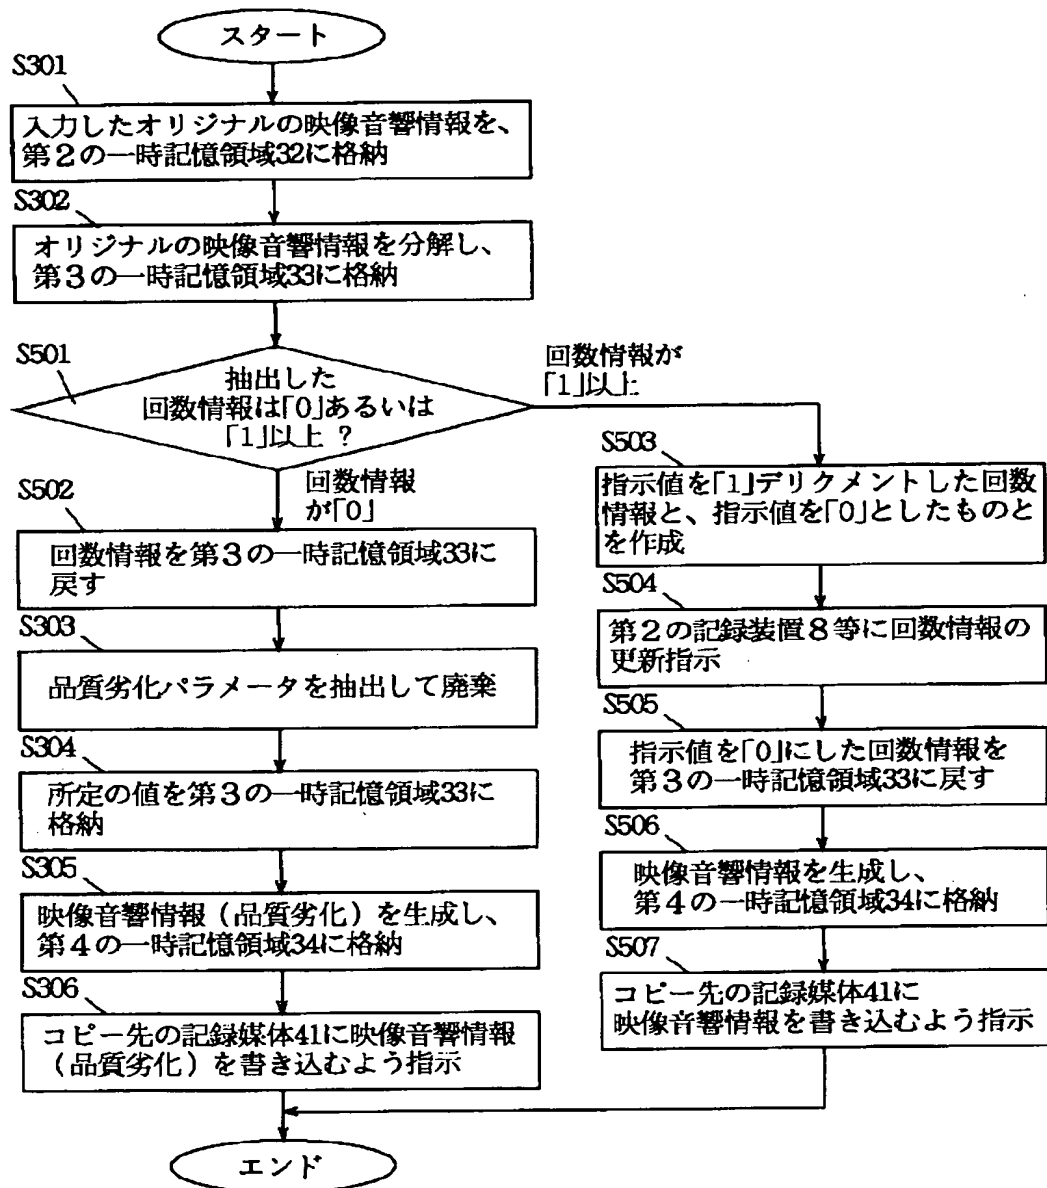 スタート
S301
入力したオリジナルの映像音響情報を、
第2の一時記憶領域32に格納
S302
オリジナルの映像音響情報を分解し、
第3の一時記憶領域33に格納
S501
抽出した
回数情報は「0」あるいは
「1」以上？
回数情報が
「1」以上
回数情報
が「0」
S502
回数情報を第3の一時記憶領域33に
戻す
S303
品質劣化パラメータを抽出して廃棄
S304
所定の値を第3の一時記憶領域33に
格納
S305
映像音響情報（品質劣化）を生成し、
第4の一時記憶領域34に格納
S306
コピー先の記録媒体41に映像音響情報
（品質劣化）を書き込むよう指示
S503
指示値を「1」デリクメントした回数
情報と、指示値を「0」としたものと
を作成
S504
第2の記録装置8等に回数情報の
更新指示
S505
指示値を「0」にした回数情報を
第3の一時記憶領域33に戻す
S506
映像音響情報を生成し、
第4の一時記憶領域34に格納
S507
コピー先の記録媒体41に
映像音響情報を書き込むよう指示
エンド